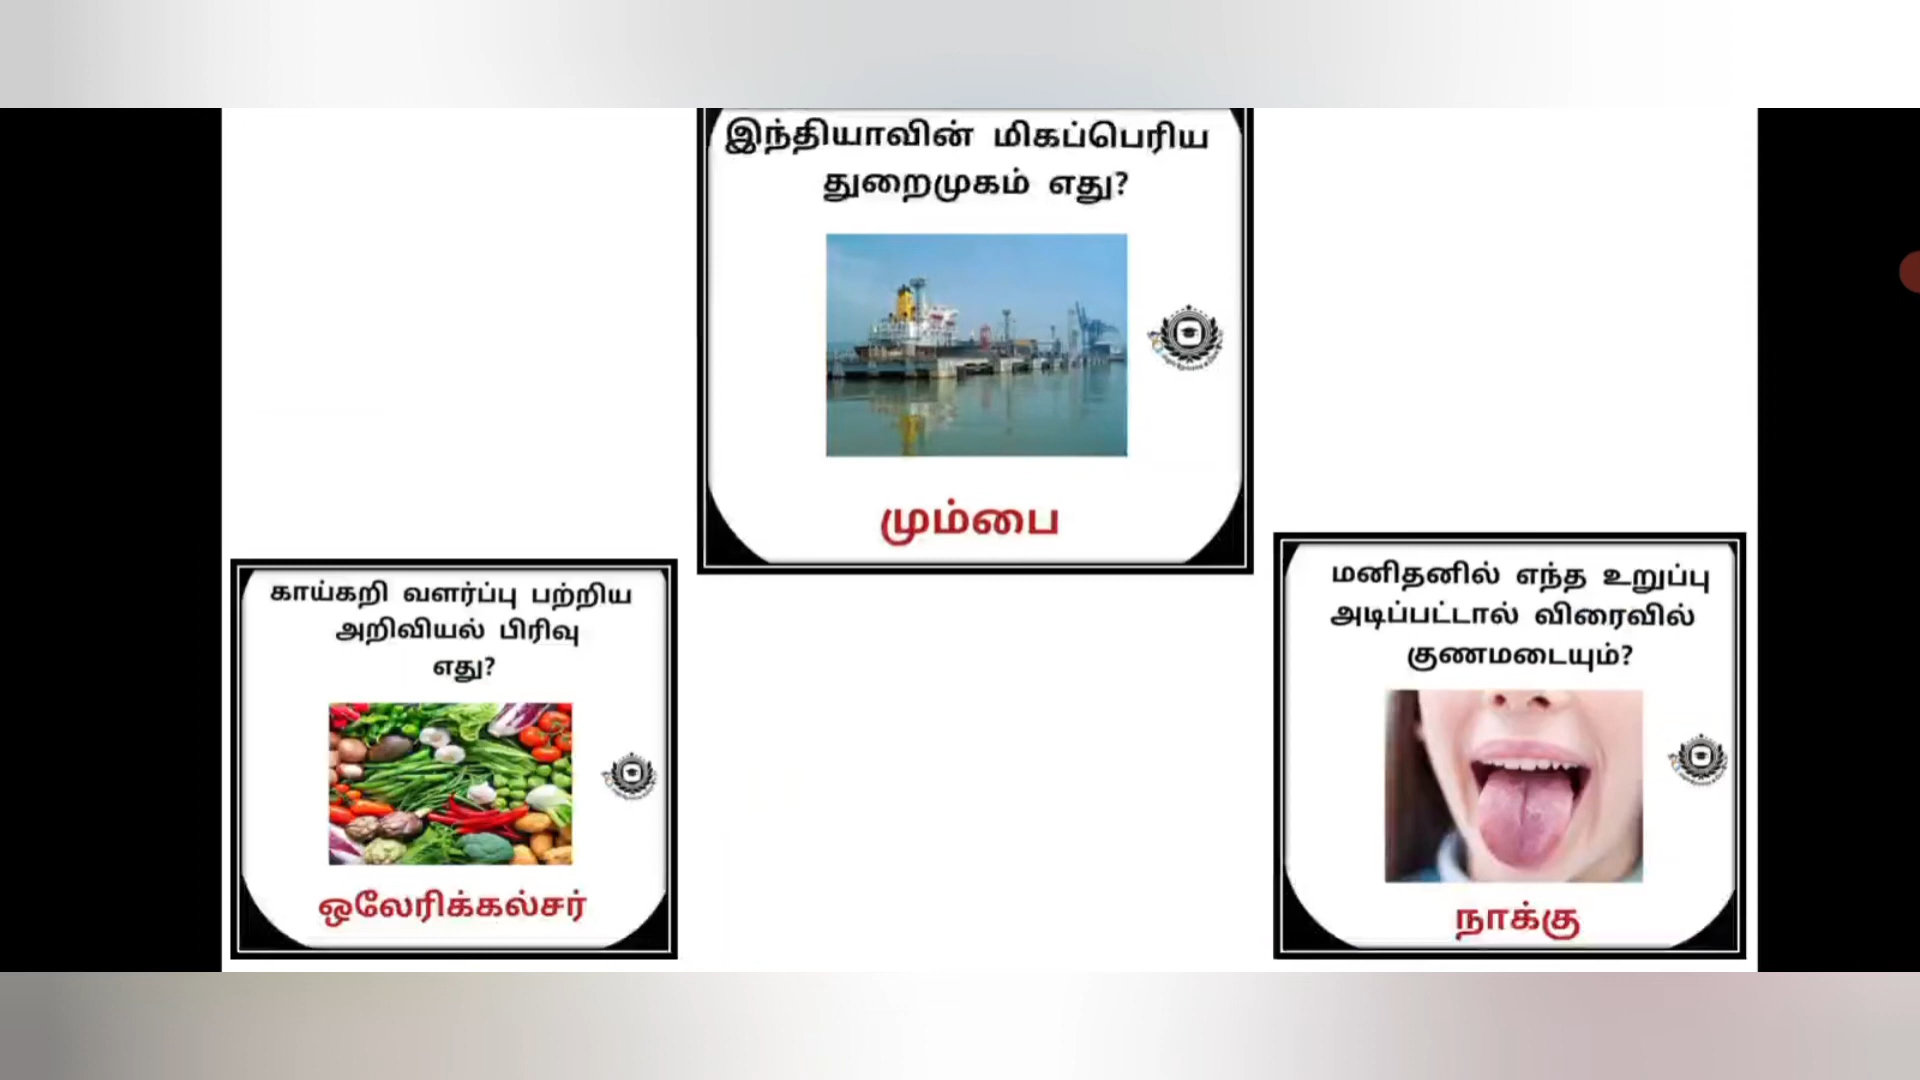 இந்தியாவின் மிகப்பெரிய
துறைமுகம் எது?
மும்பை
காய்கறி வளர்ப்பு பற்றிய
அறிவியல் பிரிவு
எது?
ஒலேரிக்கல்சர்
மனிதனில் எந்த உறுப்பு
அடிப்பட்டால் விரைவில்
குணமடையும்?
நாக்கு